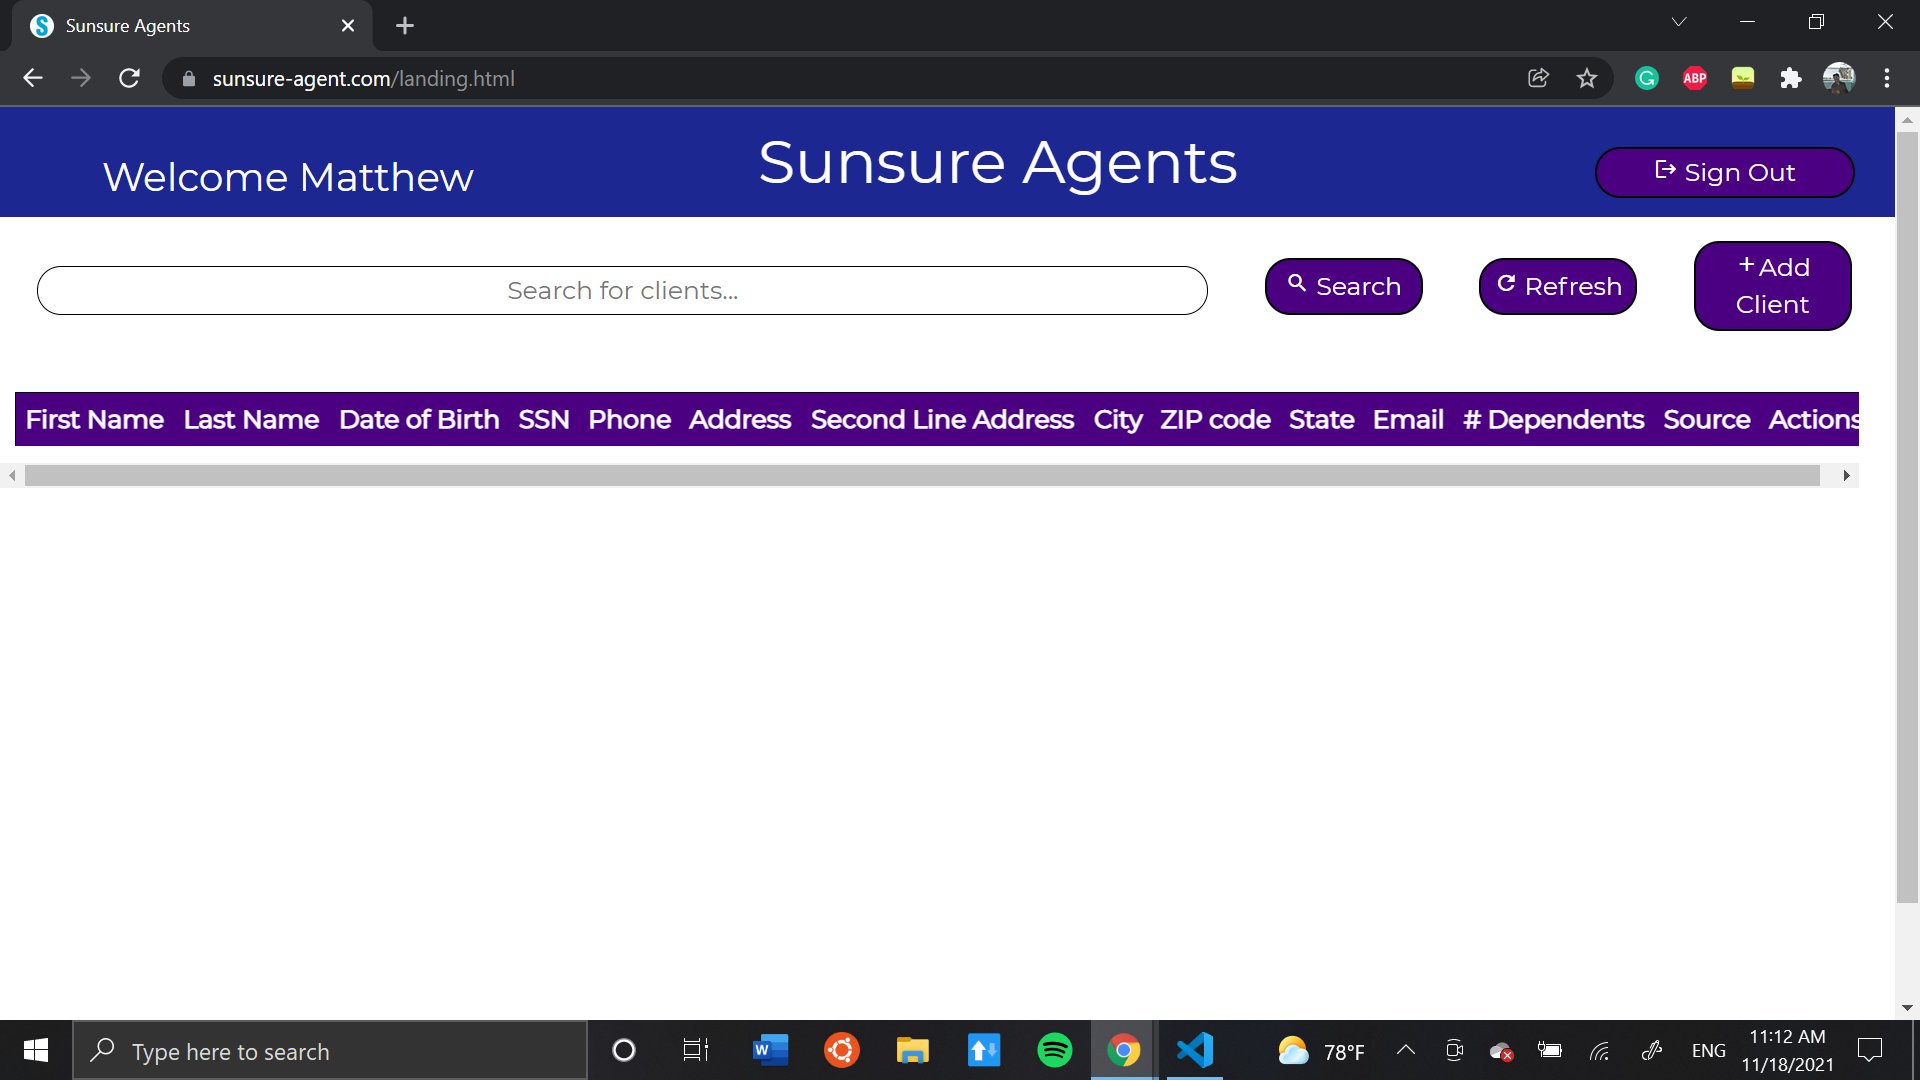 Sunsure Agents
sunsure-agent.com/landing.html
ABP
Welcome Matthew
Sunsure Agents
Sign Out
Search for clients...
Search
Refresh
+ Add
Client
First Name Last Name Date of Birth SSN Phone Address Second Line Address City ZIP code State Email # Dependents Source Actions
Type here to search
W
78°F
ENG
11:12 AM
11/18/2021